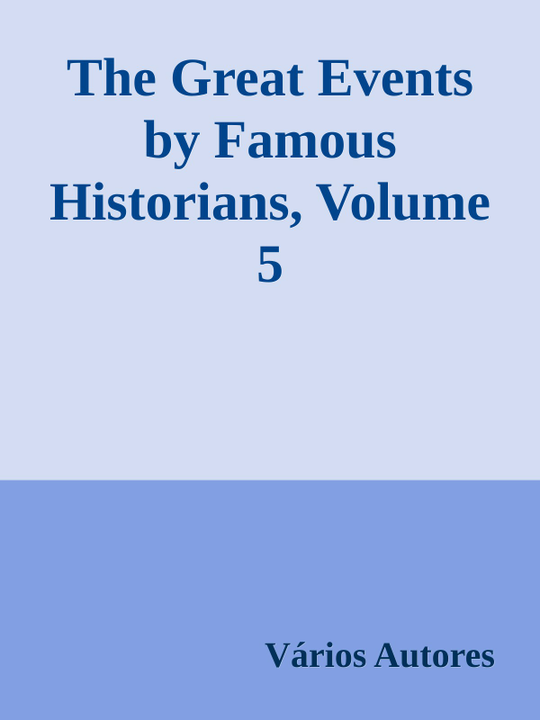 The Great Events
by Famous
Historians, Volume
5
Vários Autores